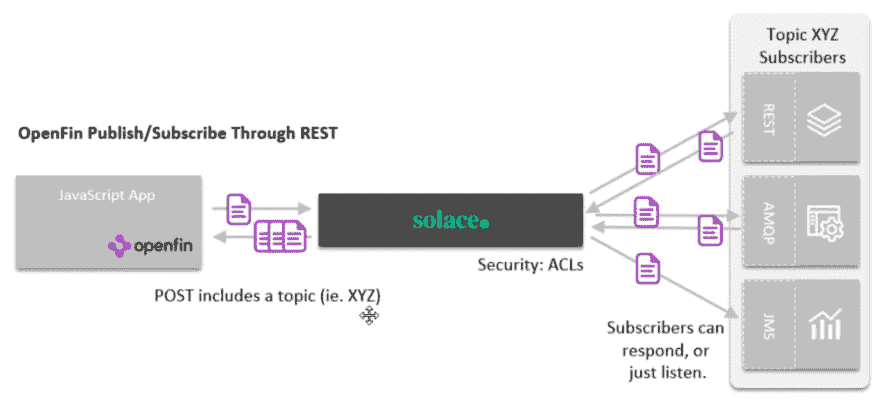 Topic XYZ
Subscribers
REST
OpenFin Publish/Subscribe Through REST
JavaScript App
openfin
solace.
AMQP
Security: ACLs
POST includes a topic (ie. XYZ)
JMS
Subscribers can
respond, or
just listen.